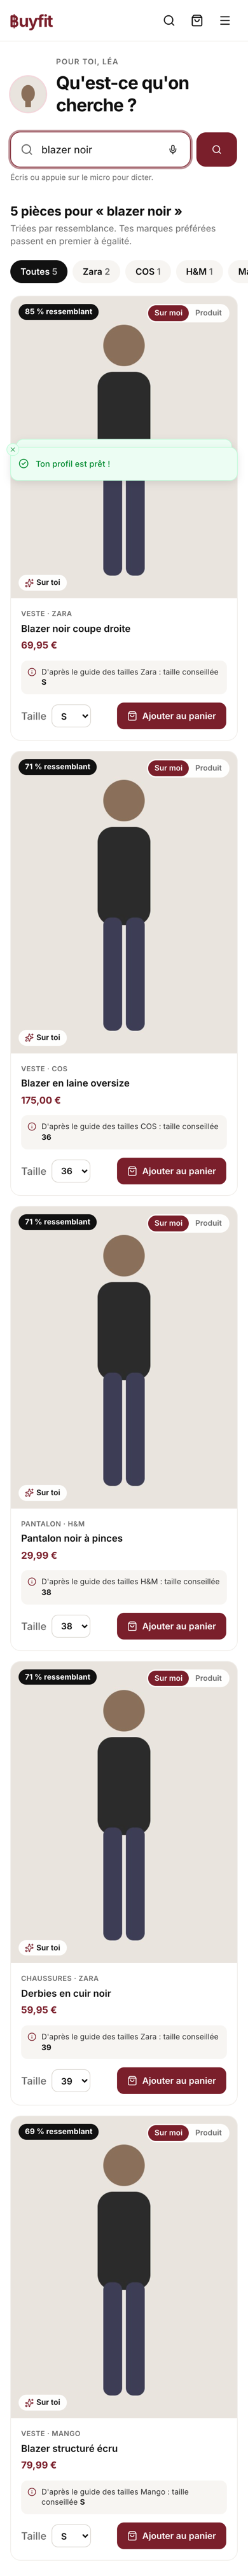 Buyfit
POUR TOI, LÉA
Qu'est-ce qu'on
cherche ?
blazer noir
Écris ou appuie sur le micro pour dicter.
5 pièces pour « blazer noir »
Triées par ressemblance. Tes marques préférées
passent en premier à égalité.
Toutes 5 Zara 2 COS 1 H&M 1 Ma
85 % ressemblant Sur moi Produit
Ton profil est prêt !
Sur toi
VESTE · ZARA
Blazer noir coupe droite
69,95 €
D'après le guide des tailles Zara : taille conseillée
S
Taille S Ajouter au panier
71 % ressemblant Sur moi Produit
Sur toi
VESTE · COS
Blazer en laine oversize
175,00 €
D'après le guide des tailles COS : taille conseillée
36
Taille 36 Ajouter au panier
71 % ressemblant Sur moi Produit
Sur toi
PANTALON · H&M
Pantalon noir à pinces
29,99 €
D'après le guide des tailles H&M : taille conseillée
38
Taille 38 Ajouter au panier
71 % ressemblant Sur moi Produit
Sur toi
CHAUSSURES · ZARA
Derbies en cuir noir
59,95 €
D'après le guide des tailles Zara : taille conseillée
39
Taille 39 Ajouter au panier
69 % ressemblant Sur moi Produit
Sur toi
VESTE · MANGO
Blazer structuré écru
79,99 €
D'après le guide des tailles Mango : taille
conseillée S
Taille S Ajouter au panier